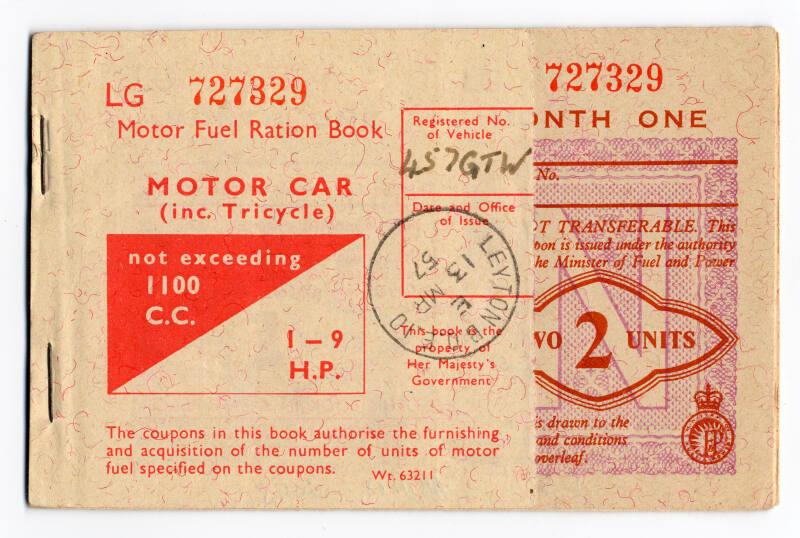 LG 727329
Motor Fuel Ration Book
MOTOR CAR
(inc. Tricycle)
not exceeding
1100
C.C.
1 – 9
H.P.
Registered No.
of Vehicle
457GTW
Date and Office
of Issue
LEYTON B.O. E.10
13 MR
57
This book is the
property of
Her Majesty's
Government
The coupons in this book authorise the furnishing
and acquisition of the number of units of motor
fuel specified on the coupons.
Wt. 63211
727329
ONTH ONE
No.
OT TRANSFERABLE. This
pon is issued under the authority
he Minister of Fuel and Power
WO 2 UNITS
is drawn to the
and conditions
overleaf.